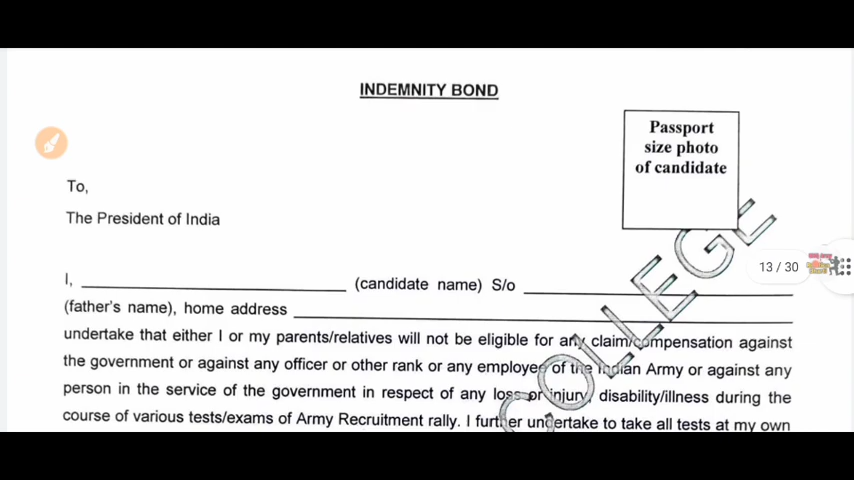 INDEMNITY BOND
Passport
size photo
of candidate
To,
The President of India
I, ______________________ (candidate name) S/o ______________________
(father's name), home address ______________________
undertake that either I or my parents/relatives will not be eligible for any claim/compensation against
the government or against any officer or other rank or any employee of the Indian Army or against any
person in the service of the government in respect of any loss or injury, disability/illness during the
course of various tests/exams of Army Recruitment rally. I further undertake to take all tests at my own
COLLEGE
13 / 30